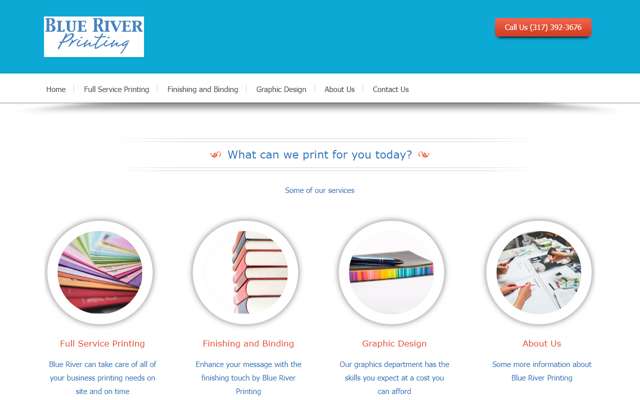 BLUE RIVER
Printing
Call Us (317) 392-3676
Home Full Service Printing Finishing and Binding Graphic Design About Us Contact Us
What can we print for you today?
Some of our services
Full Service Printing
Blue River can take care of all of
your business printing needs on
site and on time
Finishing and Binding
Enhance your message with the
finishing touch by Blue River
Printing
Graphic Design
Our graphics department has the
skills you expect at a cost you
can afford
About Us
Some more information about
Blue River Printing